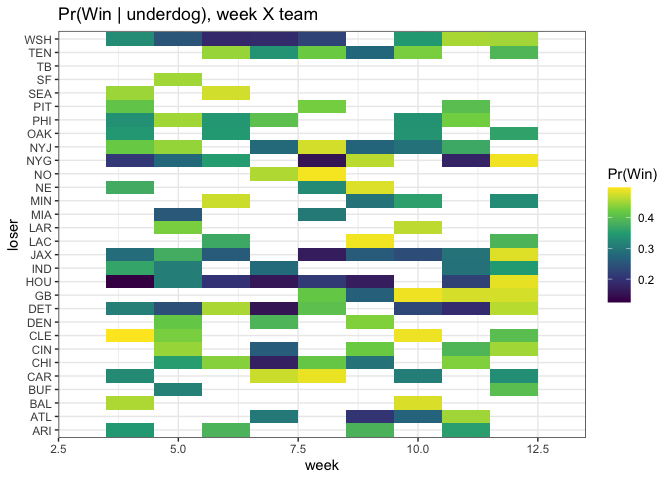 Pr(Win | underdog), week X team
WSH
TEN
TB
SF
SEA
PIT
PHI
OAK
NYJ
NYG
NO
NE
MIN
MIA
LAR
LAC
JAX
IND
HOU
GB
DET
DEN
CLE
CIN
CHI
CAR
BUF
BAL
ATL
ARI
loser
2.5 5.0 7.5 10.0 12.5
week
Pr(Win)
0.4
0.3
0.2